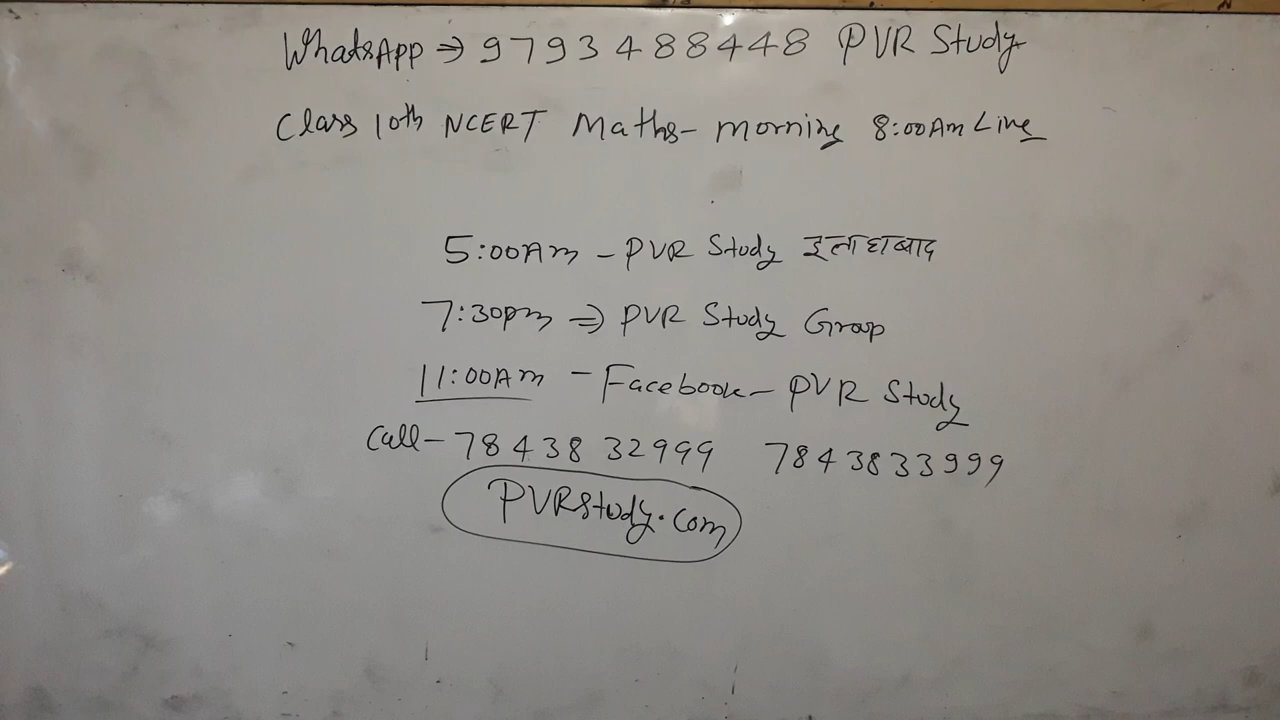 WhatsApp ⇒ 9793488448 PVR Study
Class 10th NCERT Maths- morning 8:00Am Live
5:00Am - PVR Study इलाहाबाद
7:30pm ⇒ PVR Study Group
11:00Am - Facebook - PVR Study
Call - 7843832999 7843833999
PVRStudy.com